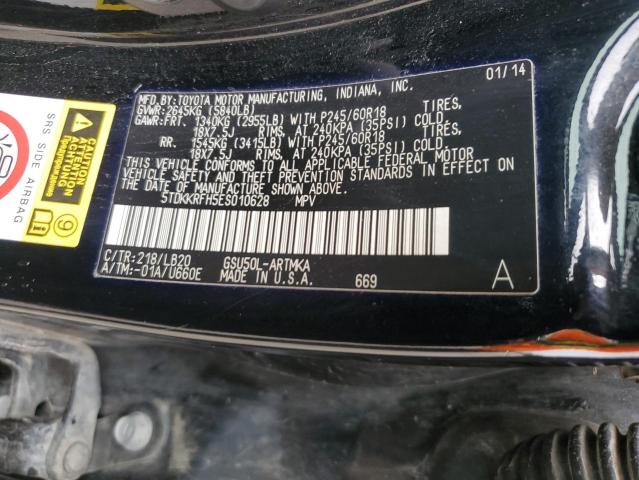 SRS SIDE AIRBAG
CAUTION
ACHTUNG
MFD. BY:TOYOTA MOTOR MANUFACTURING, INDIANA, INC. 01/14
GVWR:2645KG (5840LB)
GAWR:FRT. 1340KG (2955LB) WITH P245/60R18 TIRES,
18X7.5J RIMS, AT 240KPA (35PSI) COLD.
RR. 1545KG (3415LB) WITH P245/60R18 TIRES,
18X7.5J RIMS, AT 240KPA (35PSI) COLD.
THIS VEHICLE CONFORMS TO ALL APPLICABLE FEDERAL MOTOR
VEHICLE SAFETY AND THEFT PREVENTION STANDARDS IN EFFECT
ON THE DATE OF MANUFACTURE SHOWN ABOVE.
5TDKKRFH5ES010628 MPV
C/TR:218/LB20 GSU50L-ARTMKA
A/TM:-01A/U660E MADE IN U.S.A. 669 A